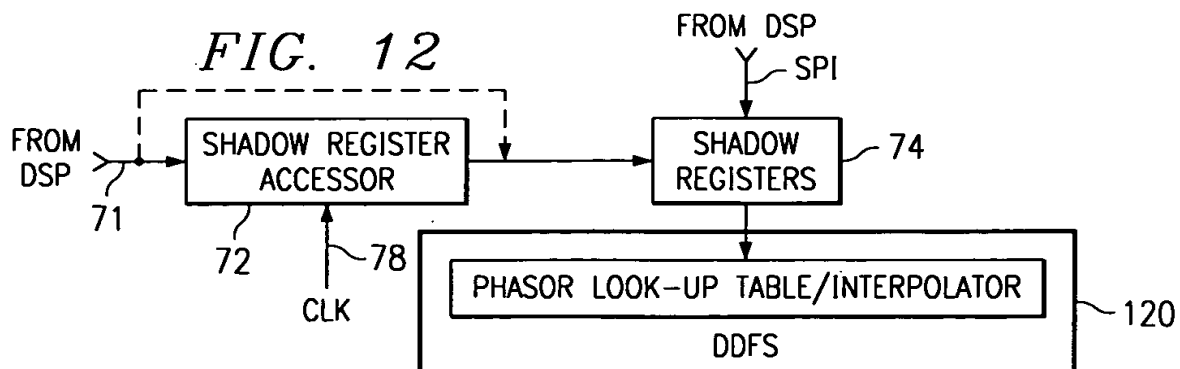 FIG. 12
FROM DSP
SPI
FROM
DSP
71
SHADOW REGISTER
ACCESSOR
72
78
CLK
SHADOW
REGISTERS
74
PHASOR LOOK-UP TABLE/INTERPOLATOR
DDFS
120